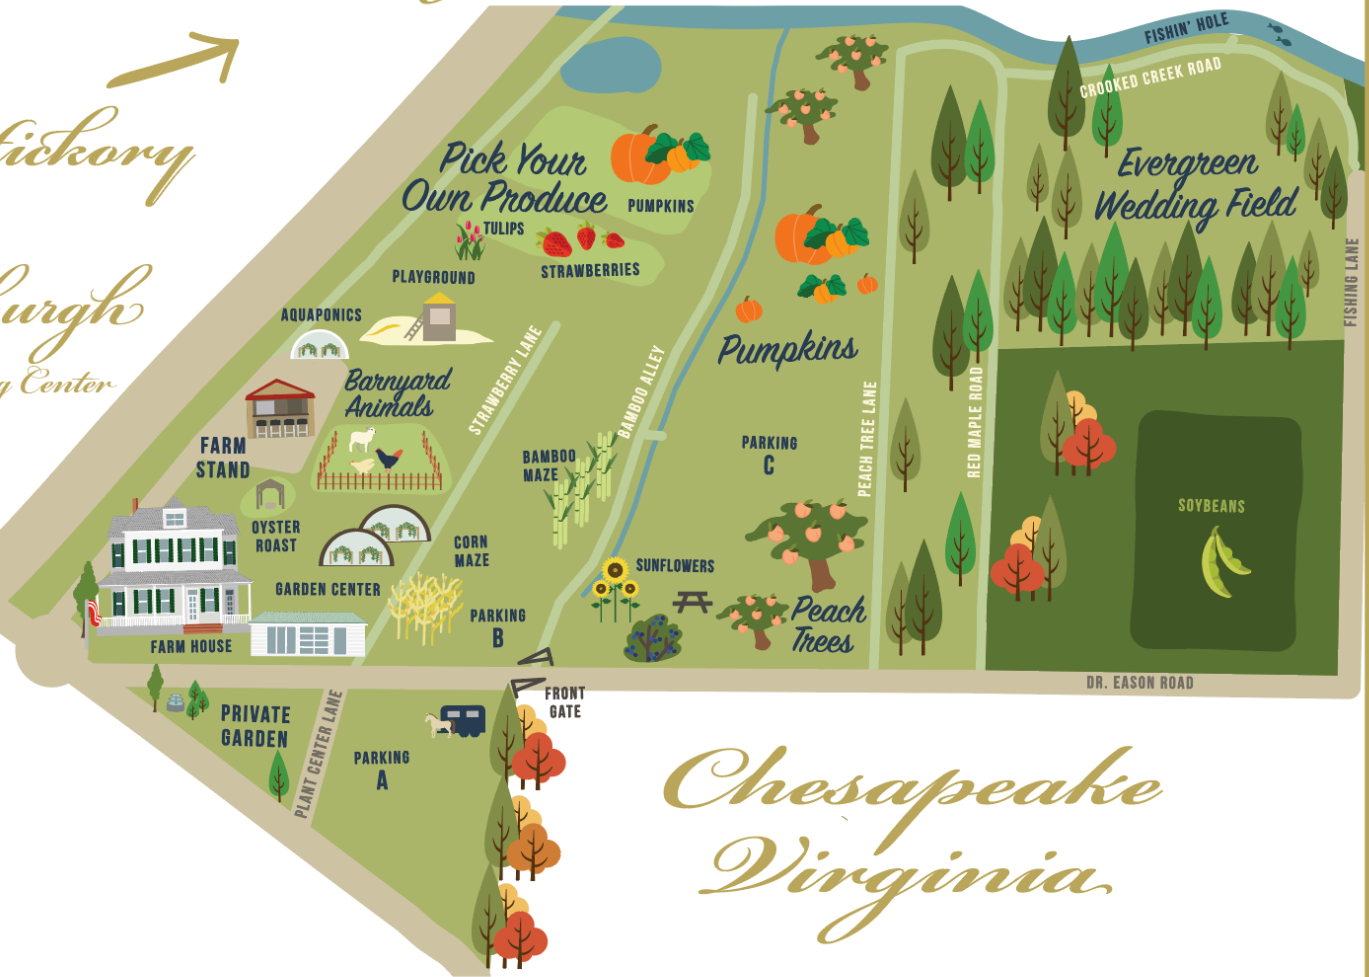 FISHIN' HOLE
CROOKED CREEK ROAD
Pick Your
Own Produce
PUMPKINS
TULIPS
STRAWBERRIES
Evergreen
Wedding Field
FISHING LANE
PLAYGROUND
AQUAPONICS
Barnyard
Animals
STRAWBERRY LANE
BAMBOO ALLEY
Pumpkins
PEACH TREE LANE
RED MAPLE ROAD
FARM
STAND
BAMBOO
MAZE
PARKING
C
SOYBEANS
OYSTER
ROAST
CORN
MAZE
GARDEN CENTER
SUNFLOWERS
PARKING
B
Peach
Trees
FARM HOUSE
DR. EASON ROAD
FRONT
GATE
PRIVATE
GARDEN
PLANT CENTER LANE
PARKING
A
ickory
urgh
Center
Chesapeake
Virginia